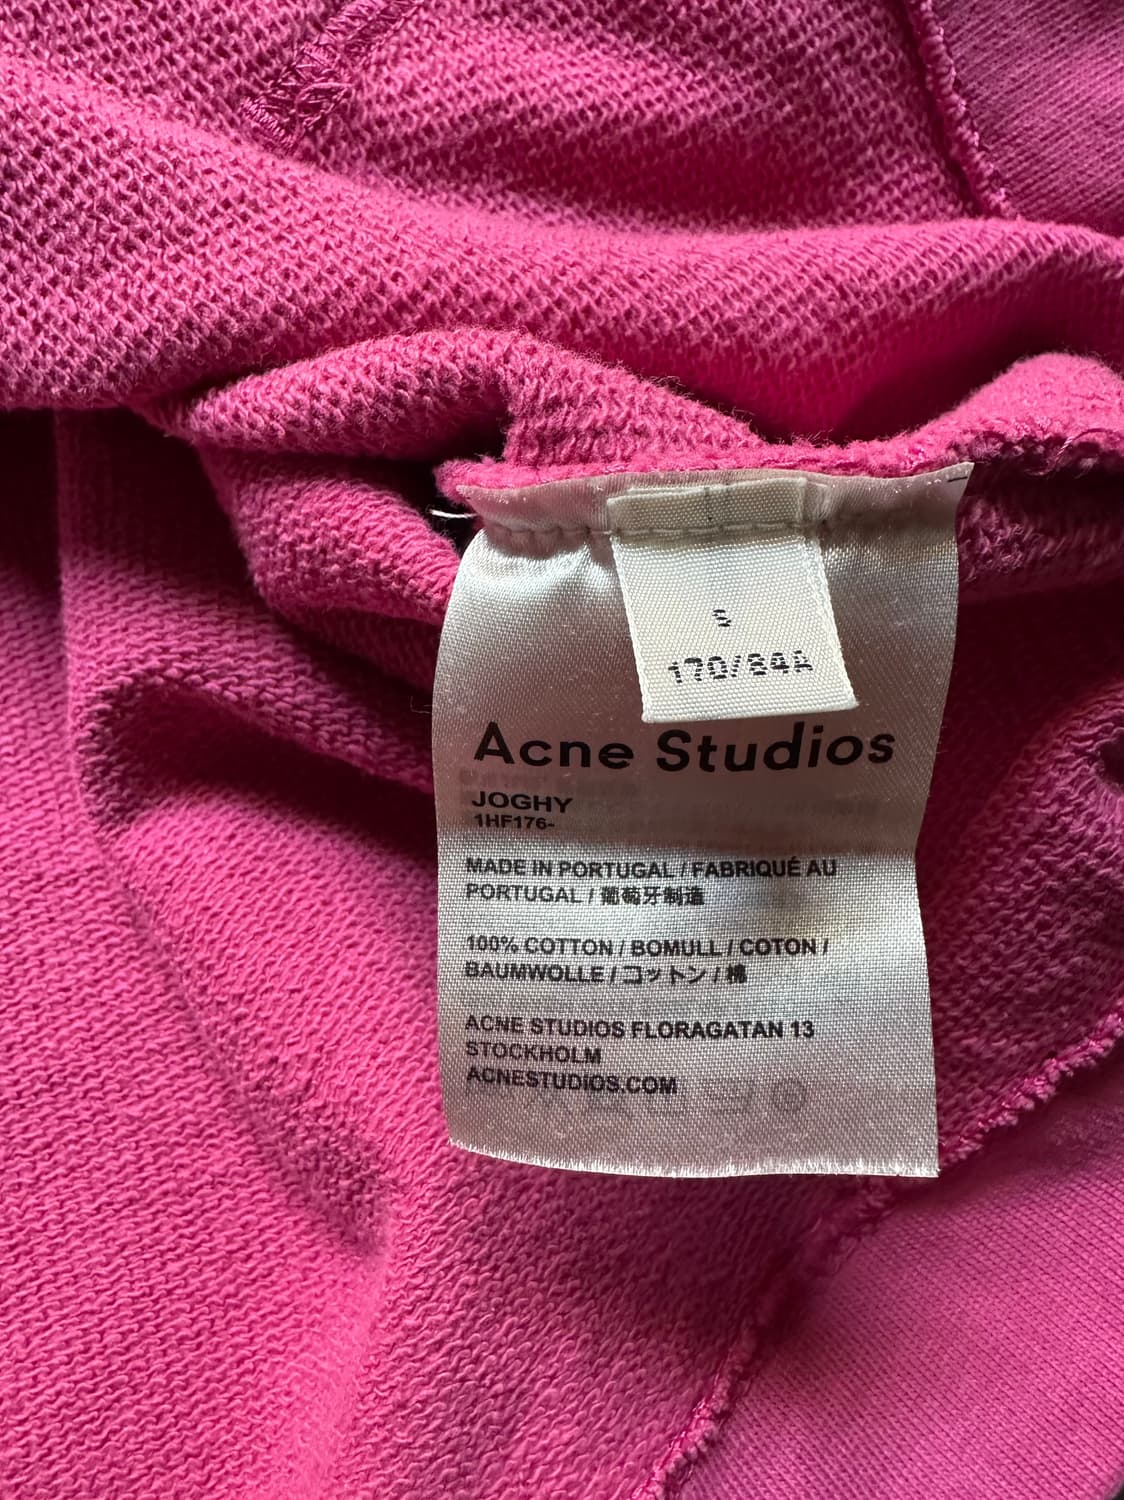 S
170/84A
Acne Studios
JOGHY
1HF176-
MADE IN PORTUGAL / FABRIQUÉ AU
PORTUGAL / 葡萄牙制造
100% COTTON / BOMULL / COTON /
BAUMWOLLE / コットン / 棉
ACNE STUDIOS FLORAGATAN 13
STOCKHOLM
ACNESTUDIOS.COM